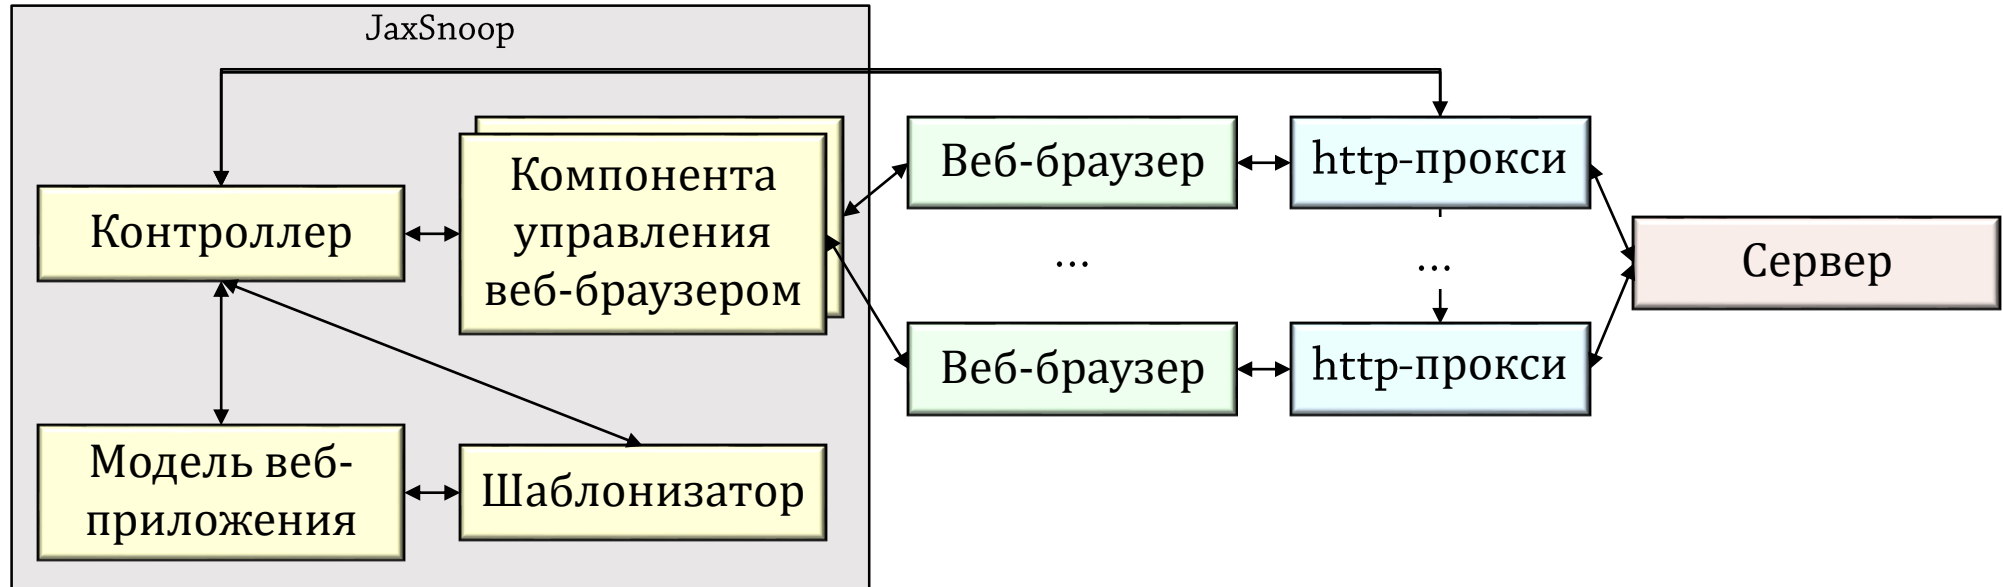 JaxSnoop
Контроллер
Компонента
управления
веб-браузером
Веб-браузер
http-прокси
...
...
Сервер
Веб-браузер
http-прокси
Модель веб-
приложения
Шаблонизатор